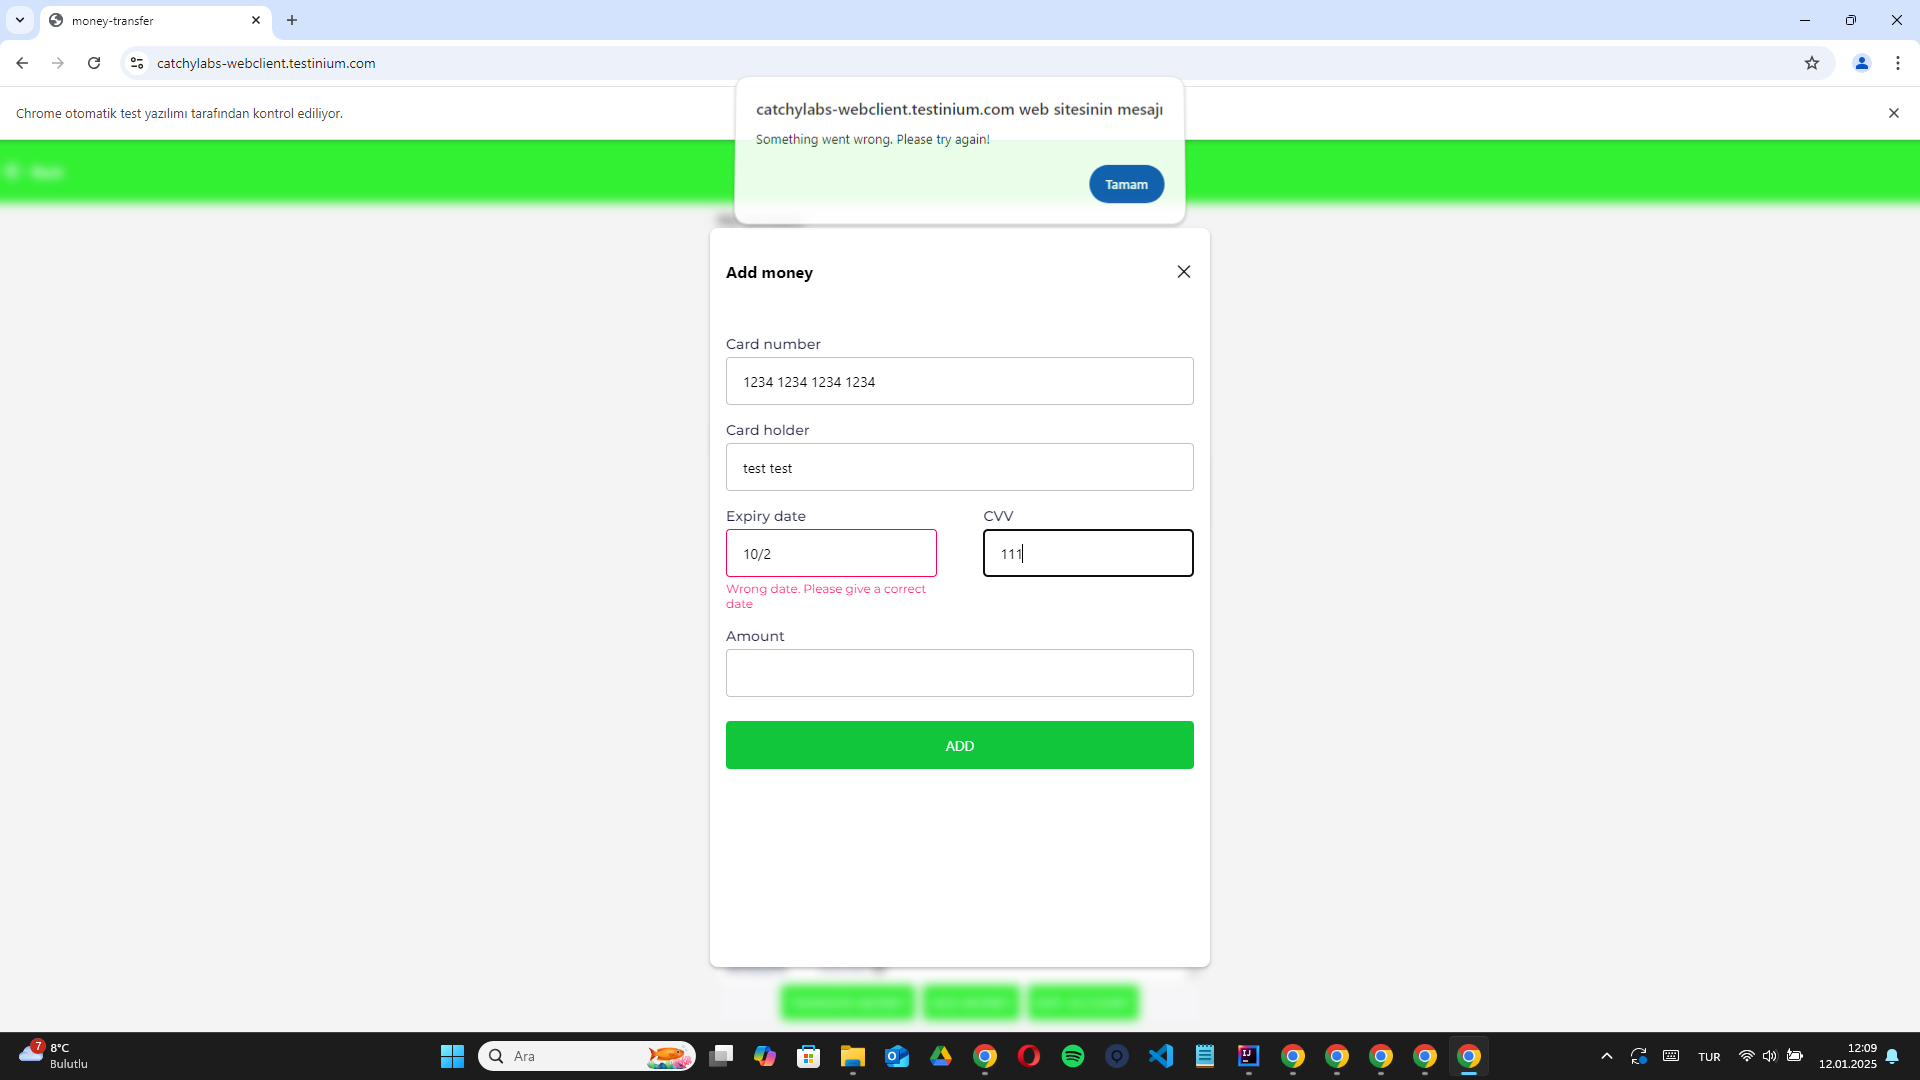 money-transfer
catchylabs-webclient.testinium.com
Chrome otomatik test yazılımı tarafından kontrol ediliyor.
catchylabs-webclient.testinium.com web sitesinin mesajı
Something went wrong. Please try again!
Tamam
Add money
Card number
1234 1234 1234 1234
Card holder
test test
Expiry date
CVV
10/2
111
Wrong date. Please give a correct
date
Amount
ADD
7
8°C
Bulutlu
Ara
IJ
TUR
12:09
12.01.2025